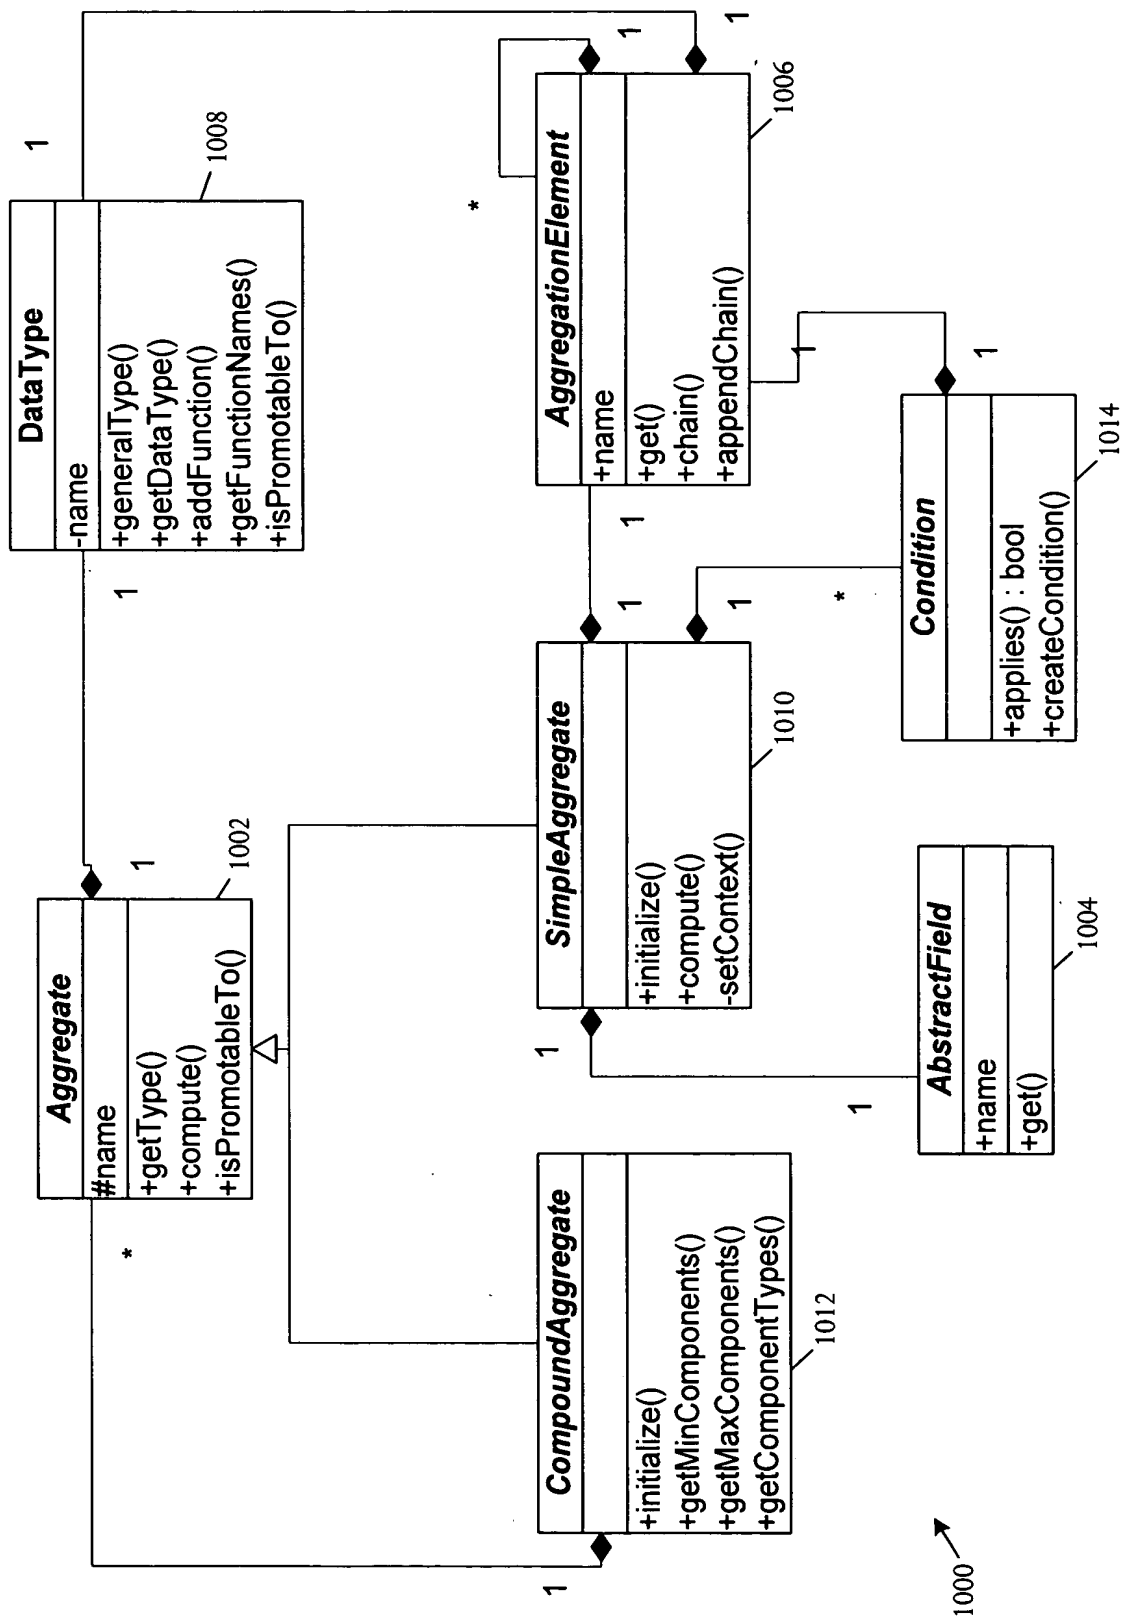 Aggregate
#name
+getType()
+compute()
+isPromotableTo()
1002
*
1
DataType
-name
+generalType()
+getDataType()
+addFunction()
+getFunctionNames()
+isPromotableTo()
1008
1
1
CompoundAggregate
+initialize()
+getMinComponents()
+getMaxComponents()
+getComponentTypes()
1012
1
SimpleAggregate
+initialize()
+compute()
-setContext()
1010
1
1
1
AggregationElement
+name
+get()
+chain()
+appendChain()
1006
*
1
1
1
1
AbstractField
+name
+get()
1004
1
Condition
+applies() : bool
+createCondition()
1014
*
1
1000